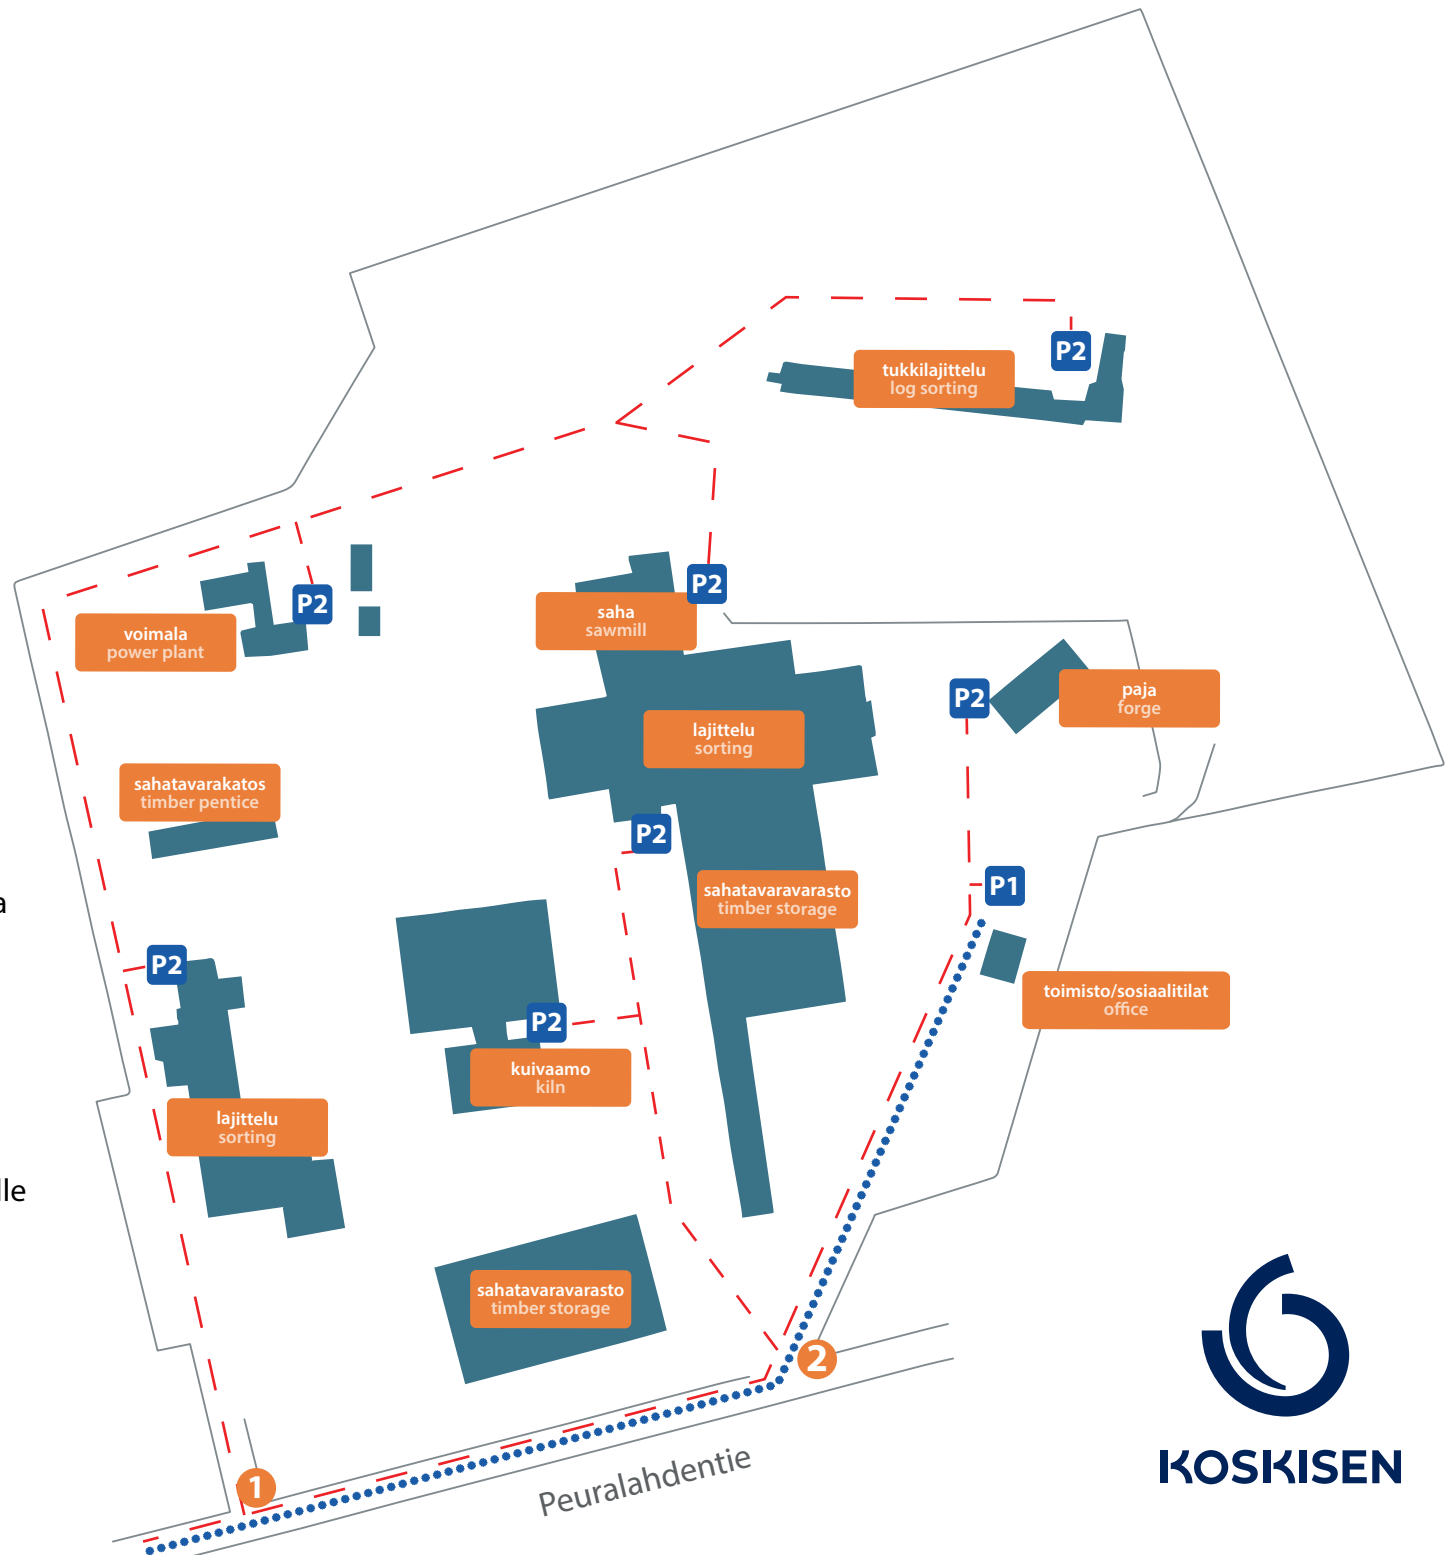 P2
tukkilajittelu
log sorting
P2
P2
saha
sawmill
voimala
power plant
P2
paja
forge
lajittelu
sorting
sahatavarakatos
timber pentice
P2
P1
sahatavaravarasto
timber storage
a
P2
toimisto/sosiaalitilat
office
P2
kuivaamo
kiln
lajittelu
sorting
lle
sahatavaravarasto
timber storage
2
1
Peuralahdentie
KOSKISEN